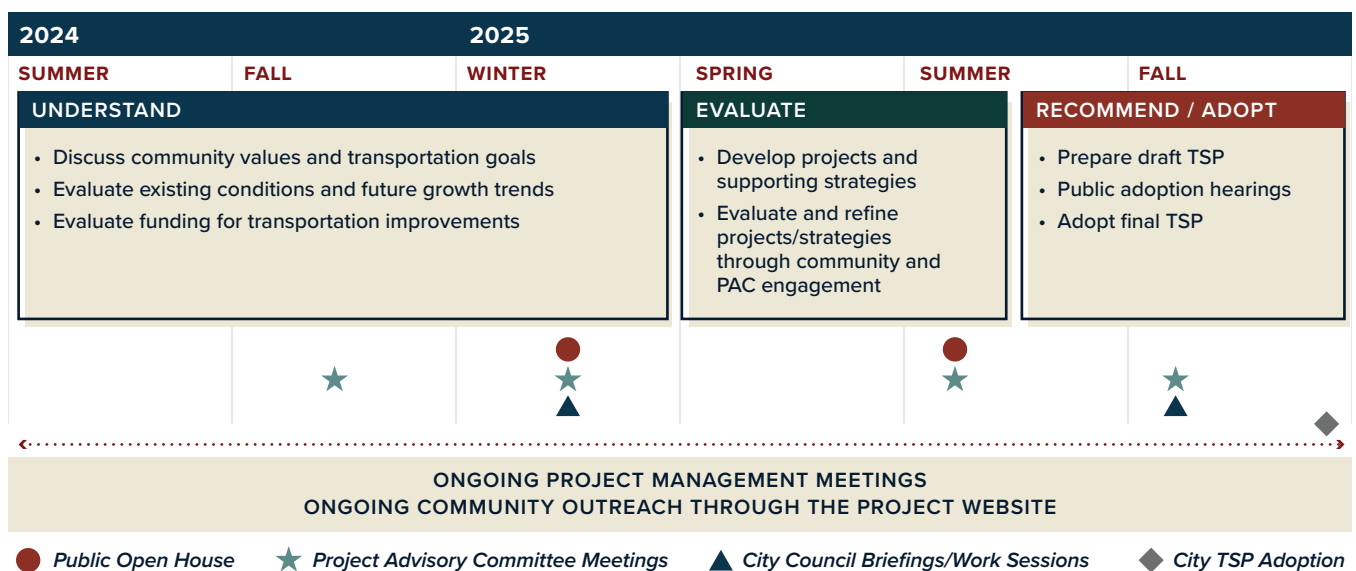 2024 2025
SUMMER FALL WINTER SPRING SUMMER FALL
UNDERSTAND
• Discuss community values and transportation goals
• Evaluate existing conditions and future growth trends
• Evaluate funding for transportation improvements
EVALUATE
• Develop projects and
supporting strategies
• Evaluate and refine
projects/strategies
through community and
PAC engagement
RECOMMEND / ADOPT
• Prepare draft TSP
• Public adoption hearings
• Adopt final TSP
ONGOING PROJECT MANAGEMENT MEETINGS
ONGOING COMMUNITY OUTREACH THROUGH THE PROJECT WEBSITE
Public Open House Project Advisory Committee Meetings City Council Briefings/Work Sessions City TSP Adoption